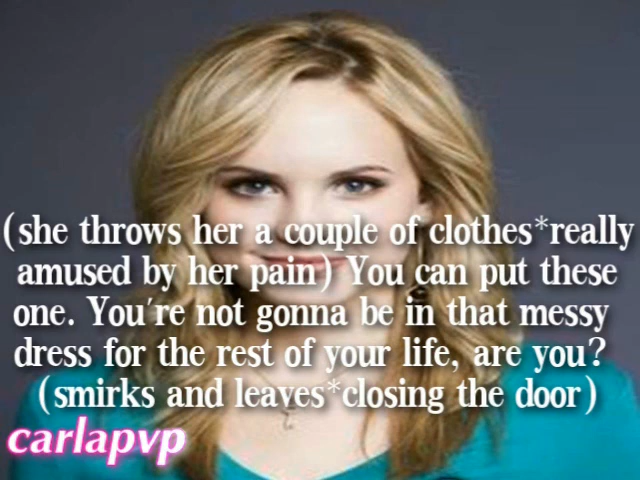 (she throws her a couple of clothes*really
amused by her pain) You can put these
one. You're not gonna be in that messy
dress for the rest of your life, are you?
(smirks and leaves*closing the door)
carlapvp